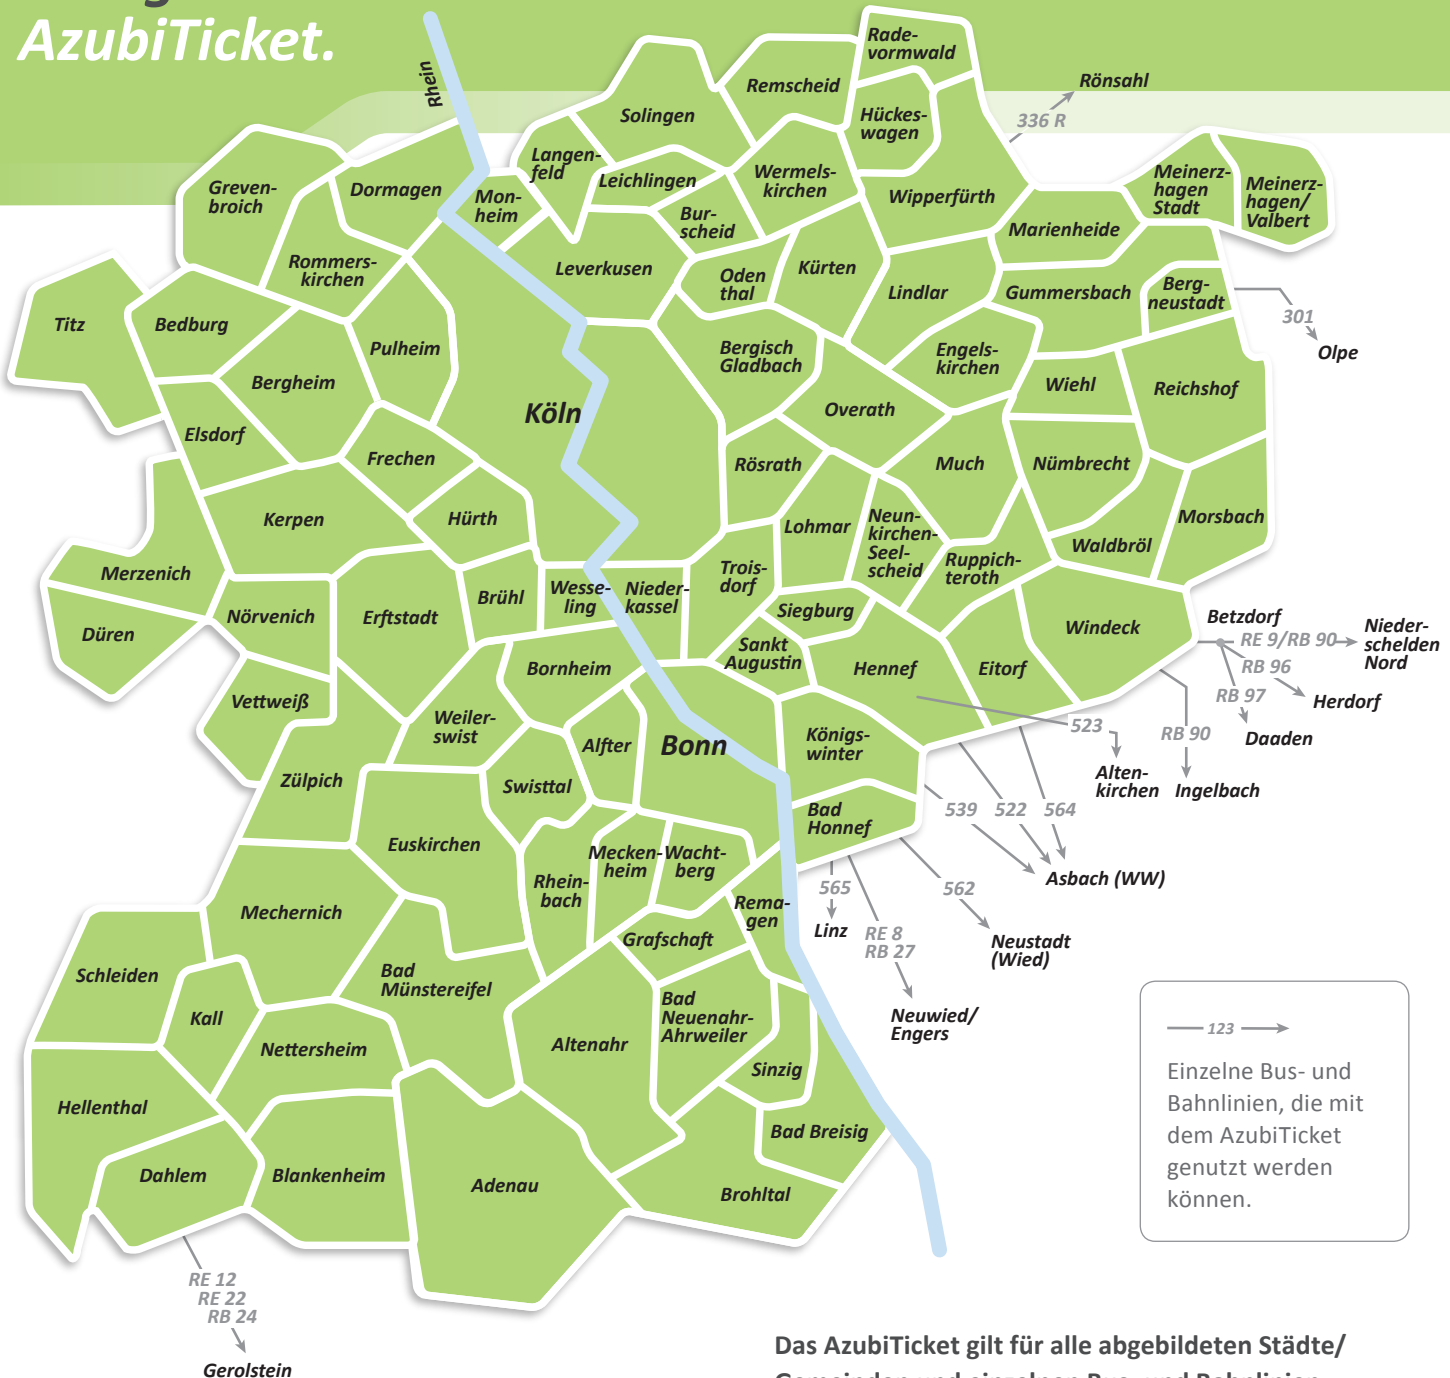 AzubiTicket.
Rhein
Rade-
vormwald
Remscheid
Rönsahl
336 R
Solingen
Hückes-
wagen
Langen-
feld
Leichlingen
Wermels-
kirchen
Wipperfürth
Meinerz-
hagen
Stadt
Meinerz-
hagen/
Valbert
Greven-
broich
Dormagen
Mon-
heim
Bur-
scheid
Marienheide
Rommers-
kirchen
Leverkusen
Oden
thal
Kürten
Lindlar
Gummersbach
Berg-
neustadt
301
Olpe
Titz
Bedburg
Pulheim
Bergheim
Bergisch
Gladbach
Engels-
kirchen
Wiehl
Reichshof
Köln
Overath
Elsdorf
Frechen
Rösrath
Much
Nümbrecht
Kerpen
Hürth
Lohmar
Neun-
kirchen-
Seel-
scheid
Morsbach
Waldbröl
Merzenich
Trois-
dorf
Ruppich-
teroth
Nörvenich
Erftstadt
Brühl
Wesse-
ling
Nieder-
kassel
Siegburg
Düren
Windeck
Betzdorf
RE 9/RB 90
Nieder-
schelden
Nord
RB 96
Herdorf
RB 97
Daaden
RB 90
Ingelbach
Bornheim
Sankt
Augustin
Hennef
Eitorf
Vettweiß
Weiler-
swist
Alfter
Bonn
Königs-
winter
523
Alten-
kirchen
Zülpich
Swisttal
539
522
564
Asbach (WW)
Bad
Honnef
Euskirchen
Mecken-
heim
Wacht-
berg
Rhein-
bach
565
Linz
562
Neustadt
(Wied)
RE 8
RB 27
Neuwied/
Engers
Mechernich
Rema-
gen
Grafschaft
Schleiden
Bad
Münstereifel
Kall
Bad
Neuenahr-
Ahrweiler
Altenahr
Nettersheim
Sinzig
Hellenthal
Bad Breisig
Dahlem
Blankenheim
Adenau
Brohltal
RE 12
RE 22
RB 24
Gerolstein
123
Einzelne Bus- und
Bahnlinien, die mit
dem AzubiTicket
genutzt werden
können.
Das AzubiTicket gilt für alle abgebildeten Städte/
Gemeinden und einzelnen Bus- und Bahnlinien